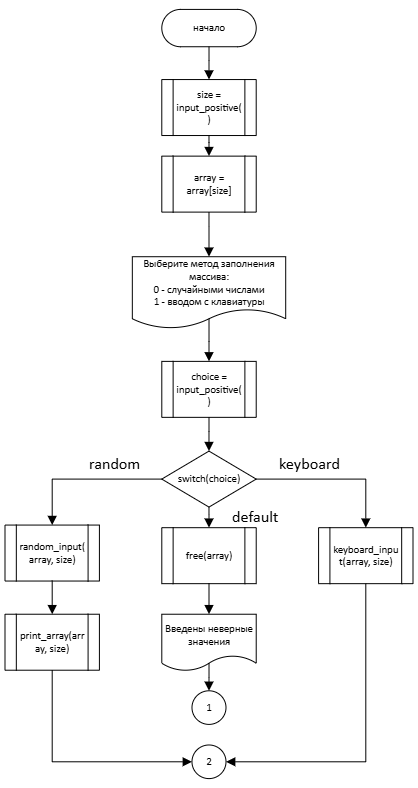 начало
size =
input_positive(
)
array =
array[size]
Выберите метод заполнения
массива:
0 - случайными числами
1 - вводом с клавиатуры
choice =
input_positive(
)
random
keyboard
switch(choice)
default
random_input(
array, size)
free(array)
keyboard_inpu
t(array, size)
print_array(arr
ay, size)
Введены неверные
значения
1
2